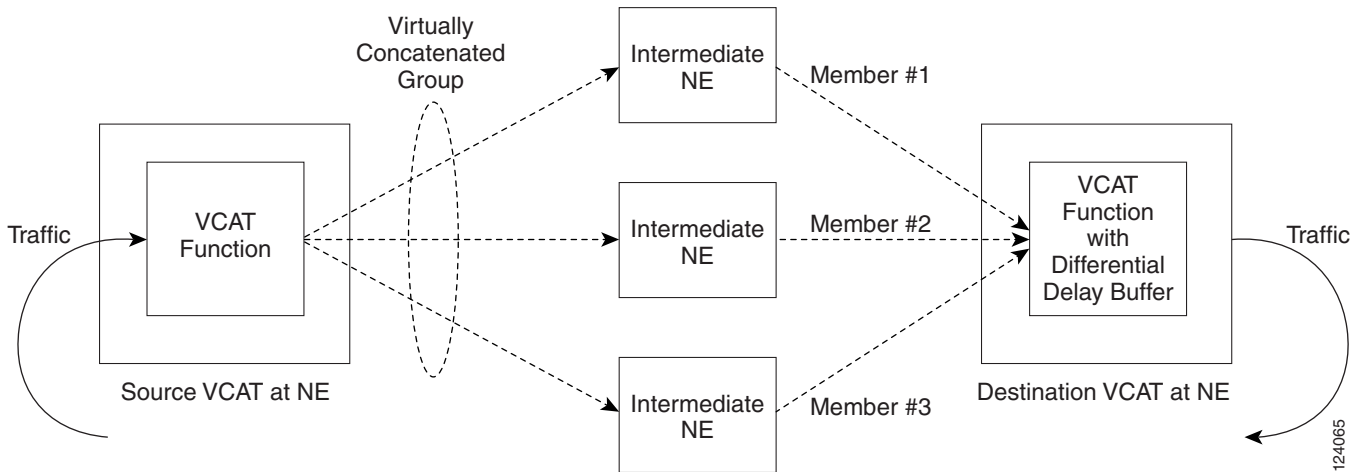 Virtually
Concatenated
Group
Intermediate
NE
Member #1
Traffic
VCAT
Function
Intermediate
NE
Member #2
VCAT
Function
with
Differential
Delay Buffer
Traffic
Source VCAT at NE
Intermediate
NE
Member #3
Destination VCAT at NE
124065